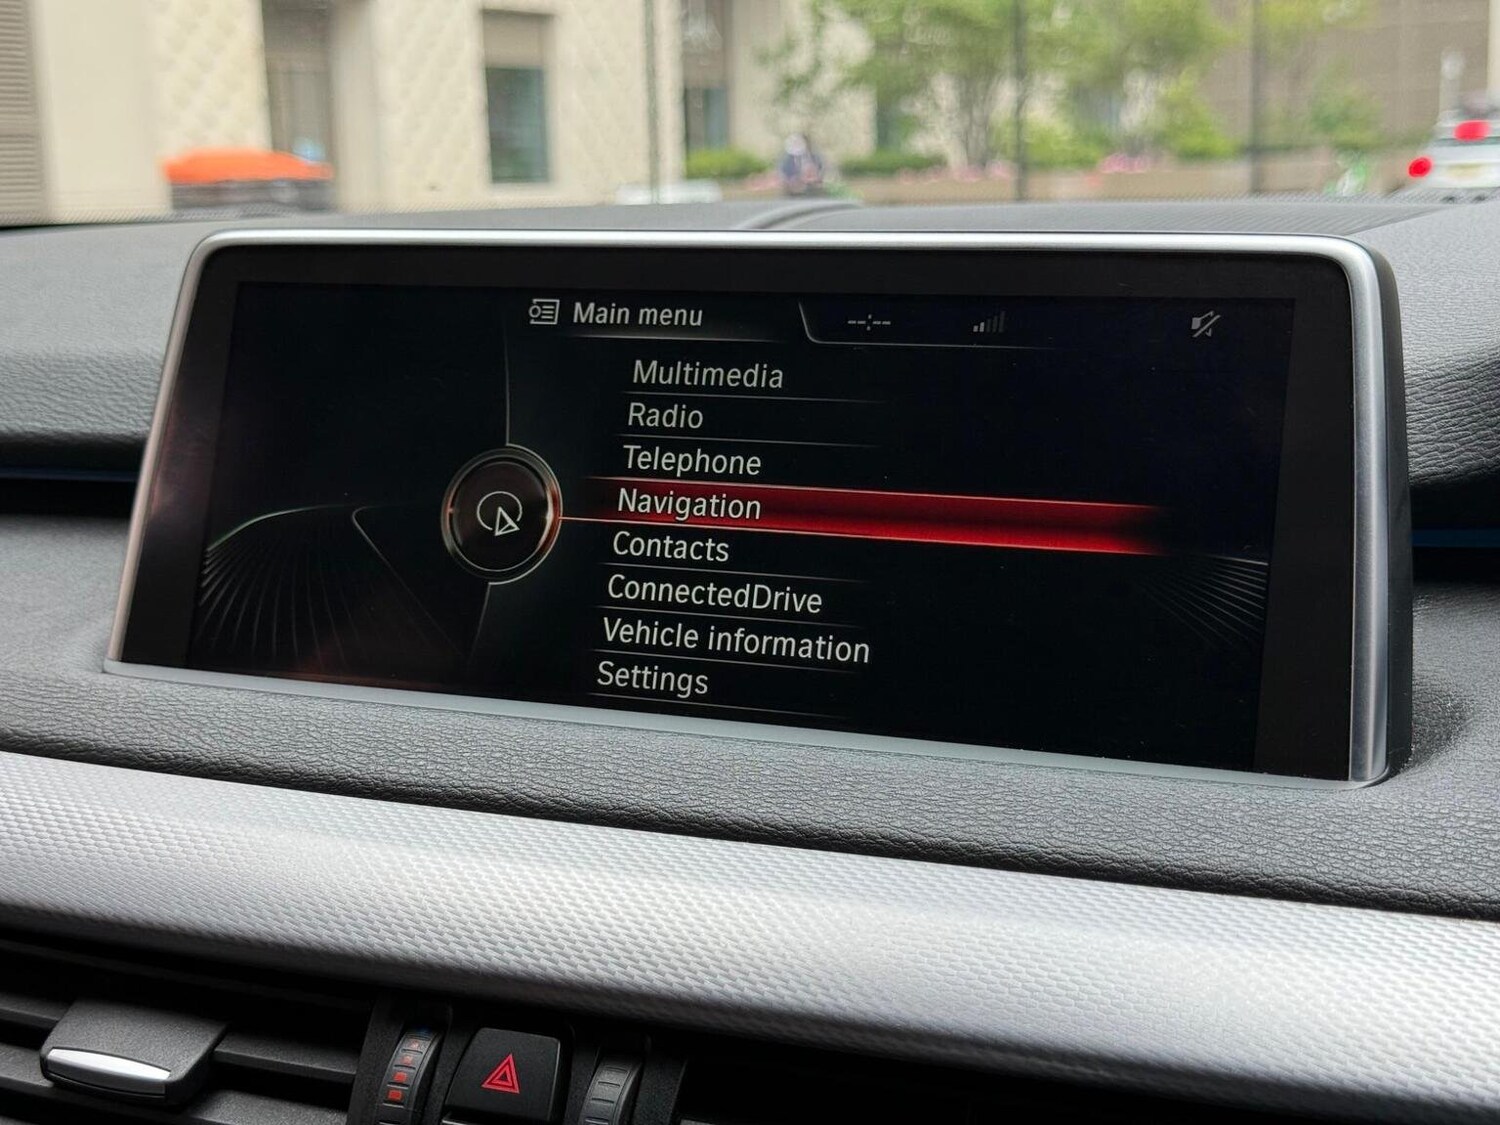 Main menu
--:--
Multimedia
Radio
Telephone
Navigation
Contacts
ConnectedDrive
Vehicle information
Settings